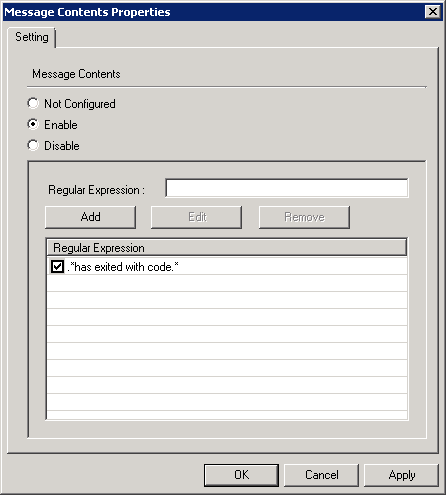 Message Contents Properties
Setting
Message Contents
Not Configured
Enable
Disable
Regular Expression :
Add Edit Remove
Regular Expression
.*has exited with code.*
OK Cancel Apply